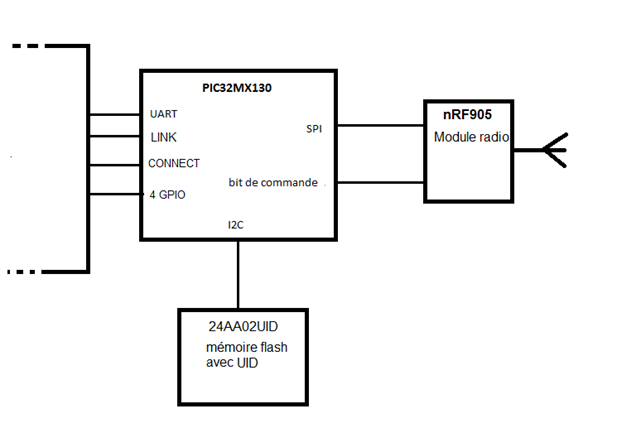 PIC32MX130
UART
LINK
CONNECT
4 GPIO
SPI
bit de commande
I2C
nRF905
Module radio
24AA02UID
mémoire flash
avec UID